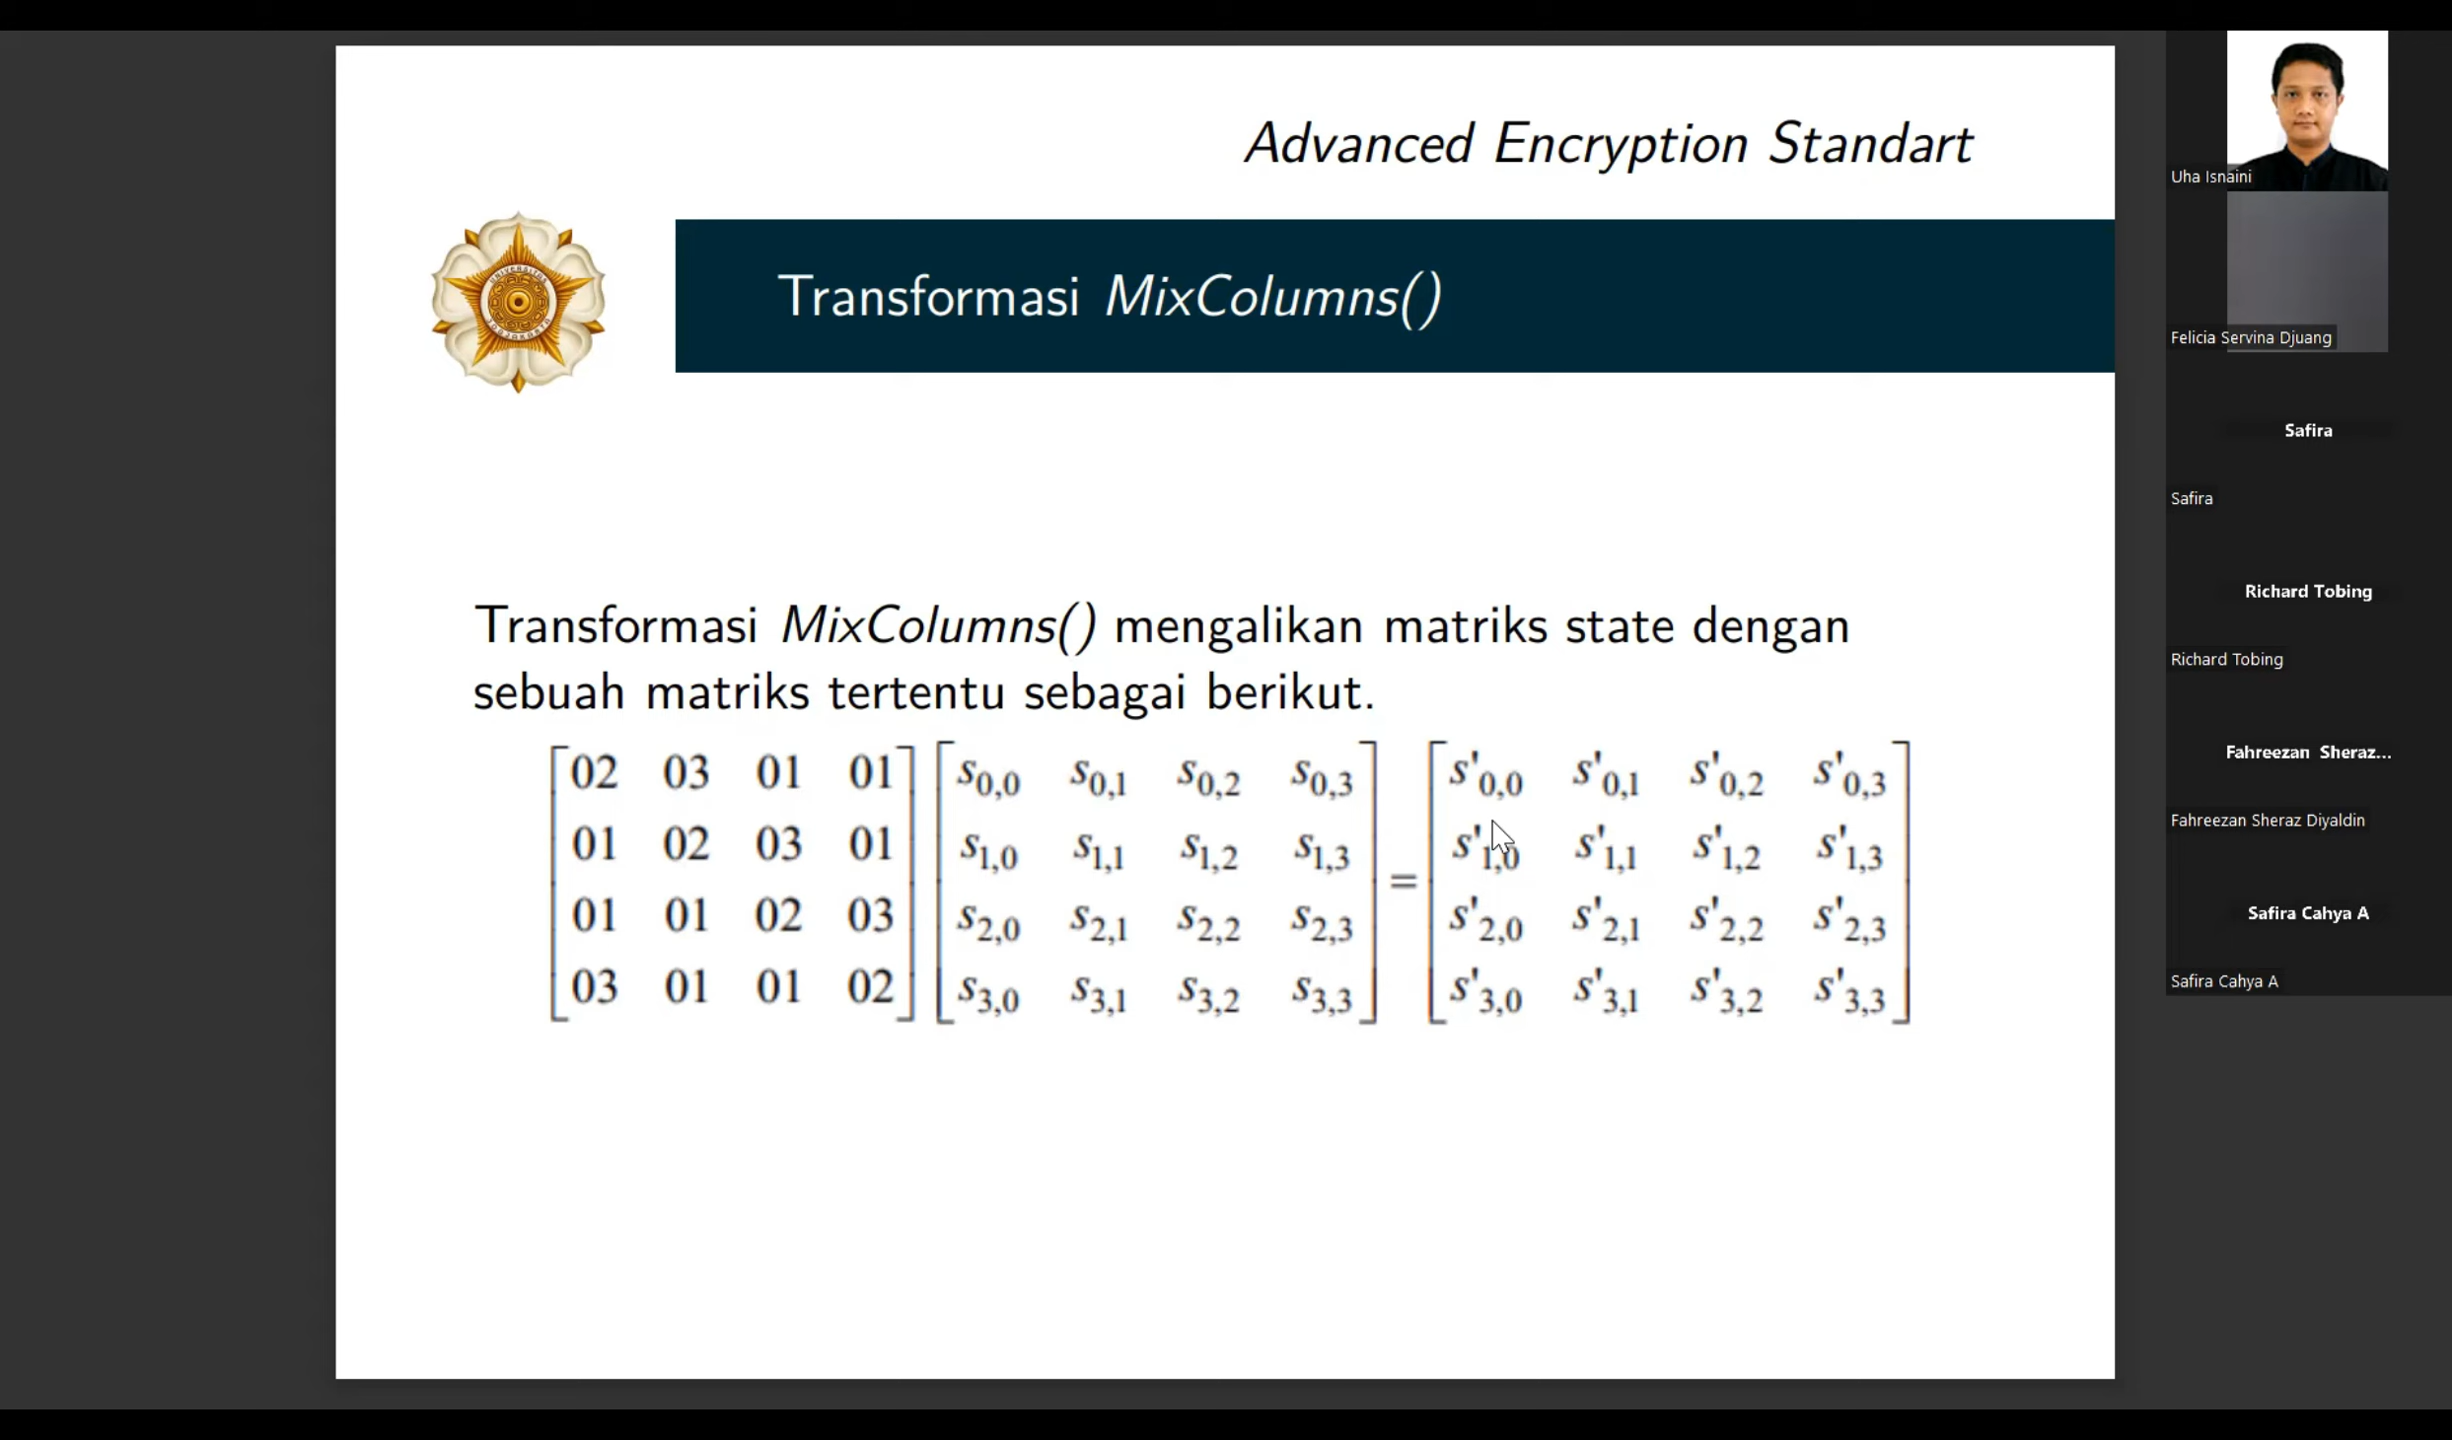 Advanced Encryption Standart
Transformasi MixColumns()
Transformasi MixColumns() mengalikan matriks state dengan
sebuah matriks tertentu sebagai berikut.
02 03 01 01 s0,0 s0,1 s0,2 s0,3 s'0,0 s'0,1 s'0,2 s'0,3
01 02 03 01 s1,0 s1,1 s1,2 s1,3 = s'1,0 s'1,1 s'1,2 s'1,3
01 01 02 03 s2,0 s2,1 s2,2 s2,3 s'2,0 s'2,1 s'2,2 s'2,3
03 01 01 02 s3,0 s3,1 s3,2 s3,3 s'3,0 s'3,1 s'3,2 s'3,3
Uha Isnaini
Felicia Servina Djuang
Safira
Safira
Richard Tobing
Richard Tobing
Fahreezan Sheraz...
Fahreezan Sheraz Diyaldin
Safira Cahya A
Safira Cahya A